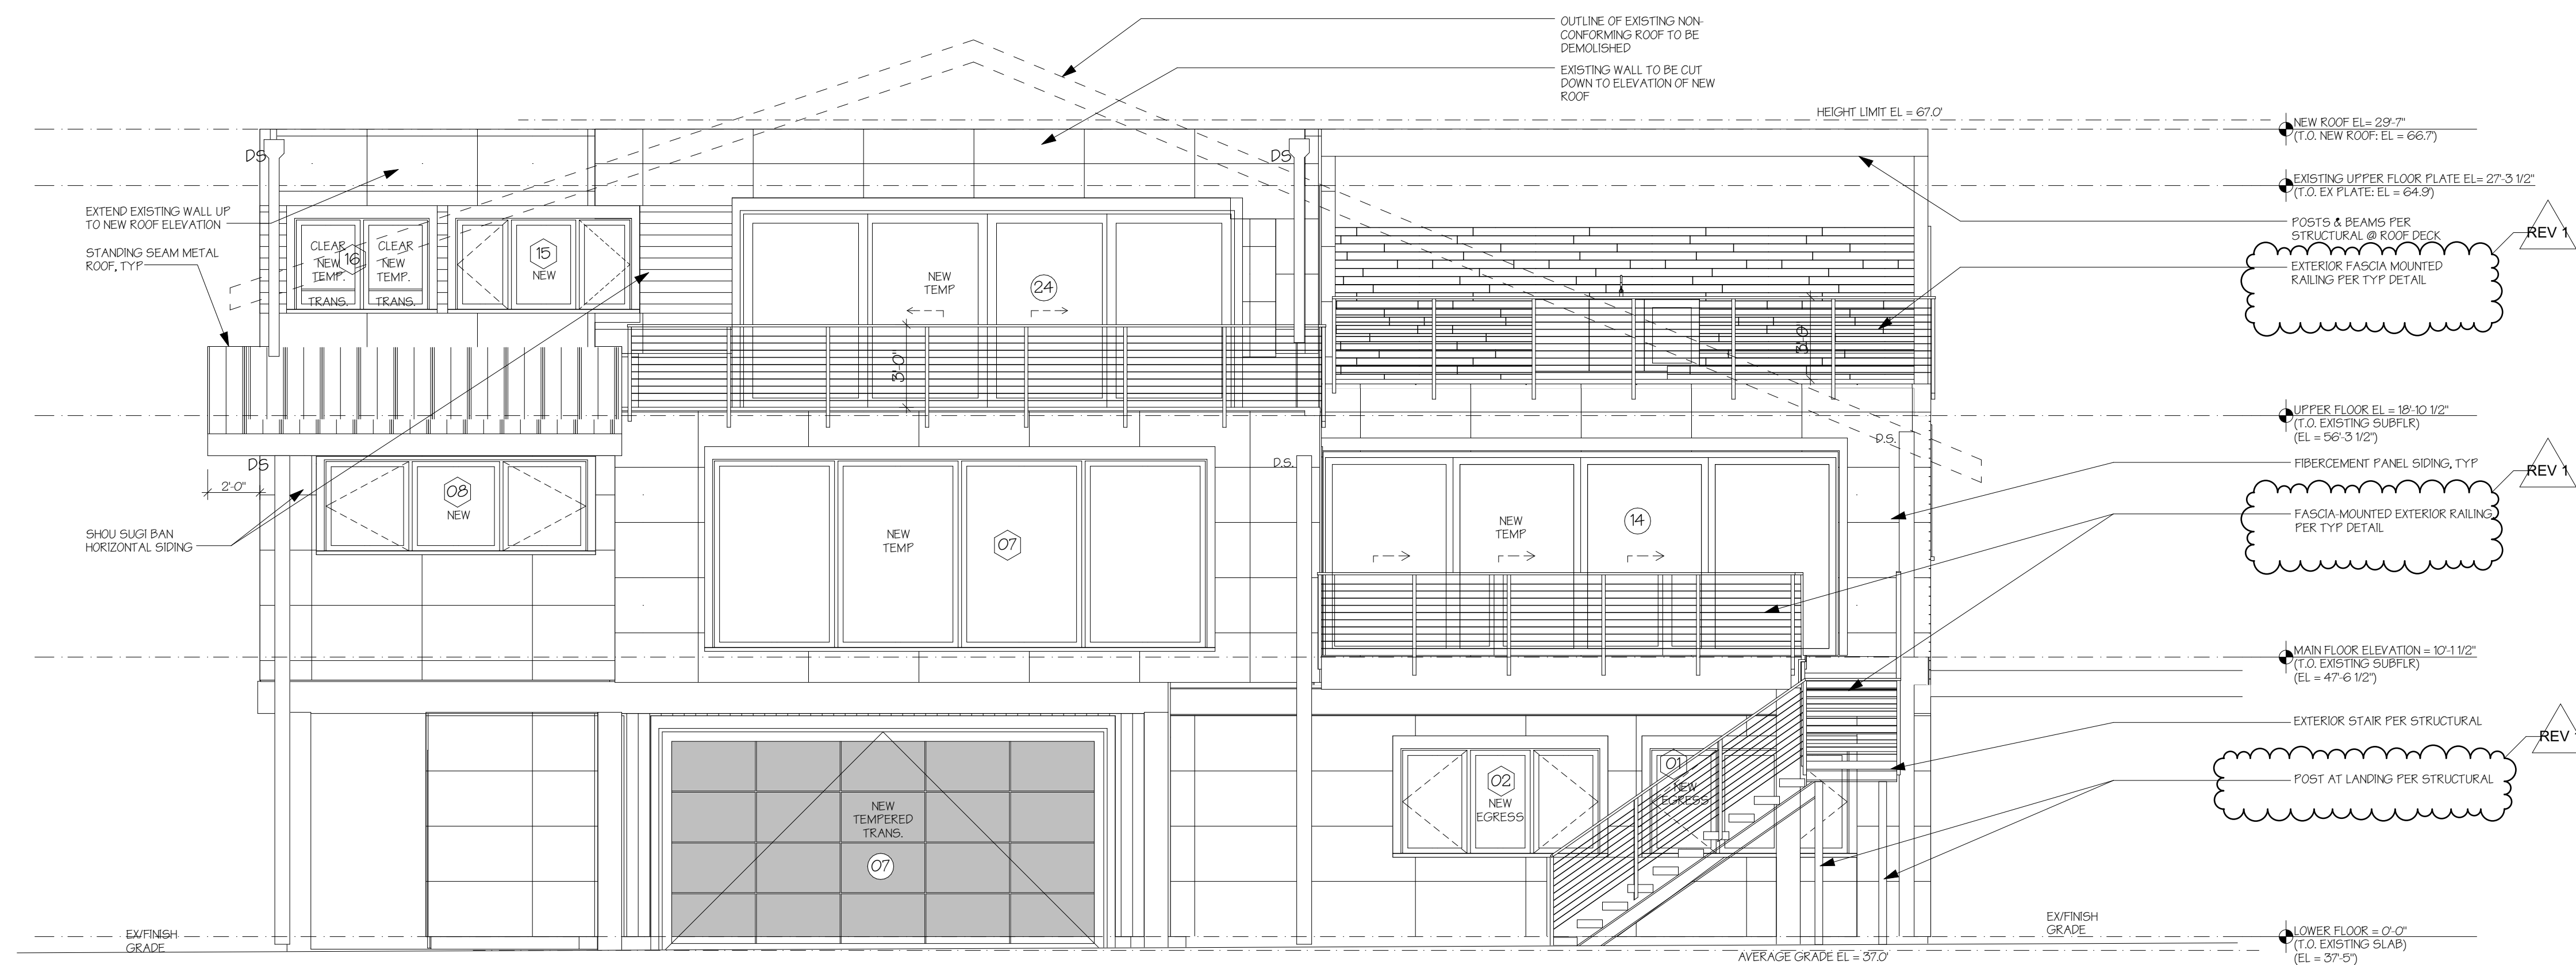 OUTLINE OF EXISTING NON-
CONFORMING ROOF TO BE
DEMOLISHED
EXISTING WALL TO BE CUT
DOWN TO ELEVATION OF NEW
ROOF
HEIGHT LIMIT EL = 67.0'
NEW ROOF EL= 29'-7"
(T.O. NEW ROOF: EL = 66.7')
EXISTING UPPER FLOOR PLATE EL= 27'-3 1/2"
(T.O. EX PLATE: EL = 64.9')
POSTS & BEAMS PER
STRUCTURAL @ ROOF DECK
REV 1
EXTERIOR FASCIA MOUNTED
RAILING PER TYP DETAIL
UPPER FLOOR EL = 18'-10 1/2"
(T.O. EXISTING SUBFLR)
(EL = 56'-3 1/2")
FIBERCEMENT PANEL SIDING, TYP
REV 1
FASCIA-MOUNTED EXTERIOR RAILING
PER TYP DETAIL
MAIN FLOOR ELEVATION = 10'-1 1/2"
(T.O. EXISTING SUBFLR)
(EL = 47'-6 1/2")
EXTERIOR STAIR PER STRUCTURAL
REV
POST AT LANDING PER STRUCTURAL
LOWER FLOOR = 0'-0"
(T.O. EXISTING SLAB)
(EL = 37'-5")
EX/FINISH
GRADE
AVERAGE GRADE EL = 37.0'
EXTEND EXISTING WALL UP
TO NEW ROOF ELEVATION
STANDING SEAM METAL
ROOF, TYP
SHOU SUGI BAN
HORIZONTAL SIDING
2'-0"
EX/FINISH
GRADE
DS
DS
DS
D.S.
D.S.
CLEAR
NEW
TEMP.
TRANS.
16
CLEAR
NEW
TEMP.
TRANS.
15
NEW
NEW
TEMP
24
3'-0"
3'-0"
08
NEW
NEW
TEMP
07
NEW
TEMP
14
NEW
TEMPERED
TRANS.
07
02
NEW
EGRESS
01
NEW
EGRESS